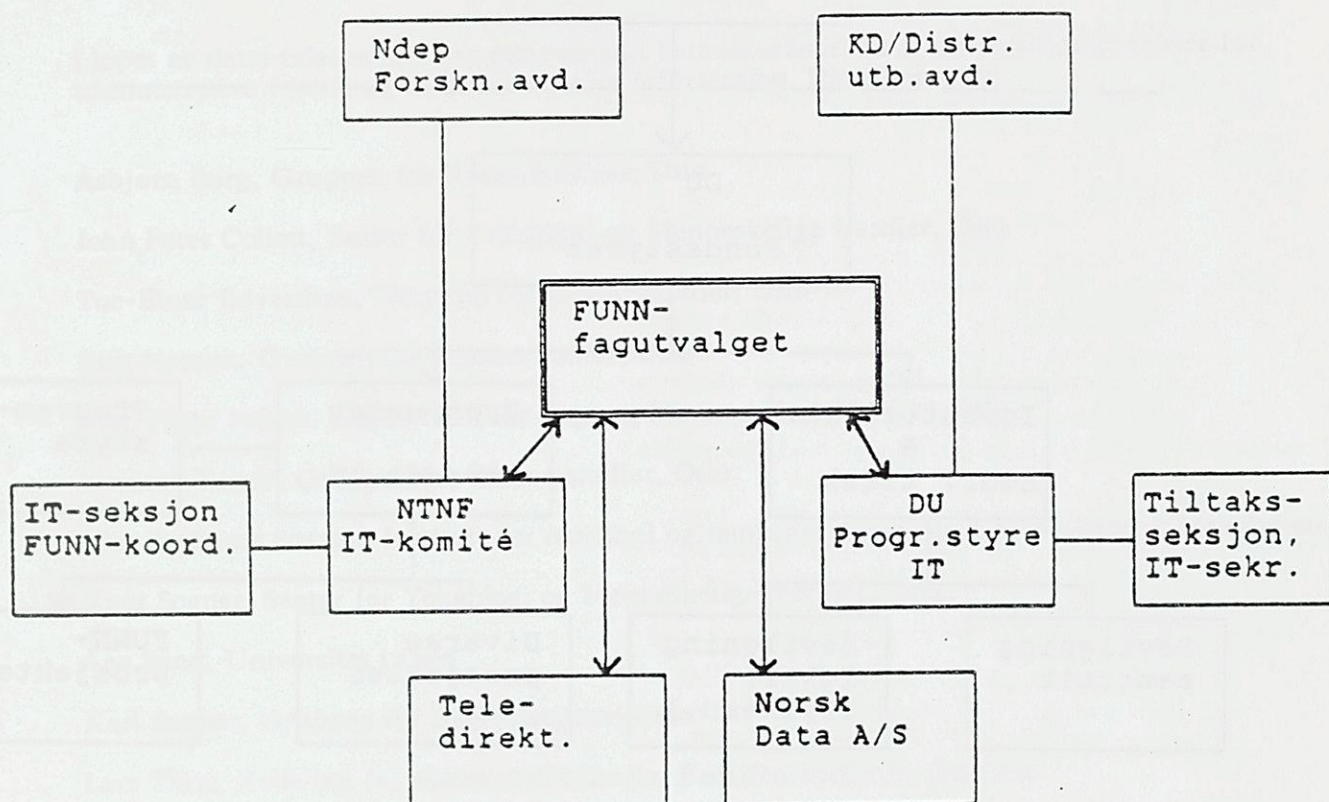 Ndep
Forskn.avd.
KD/Distr.
utb.avd.
FUNN-
fagutvalget
IT-seksjon
FUNN-koord.
NTNF
IT-komité
DU
Progr.styre
IT
Tiltaks-
seksjon,
IT-sekr.
Tele-
direkt.
Norsk
Data A/S